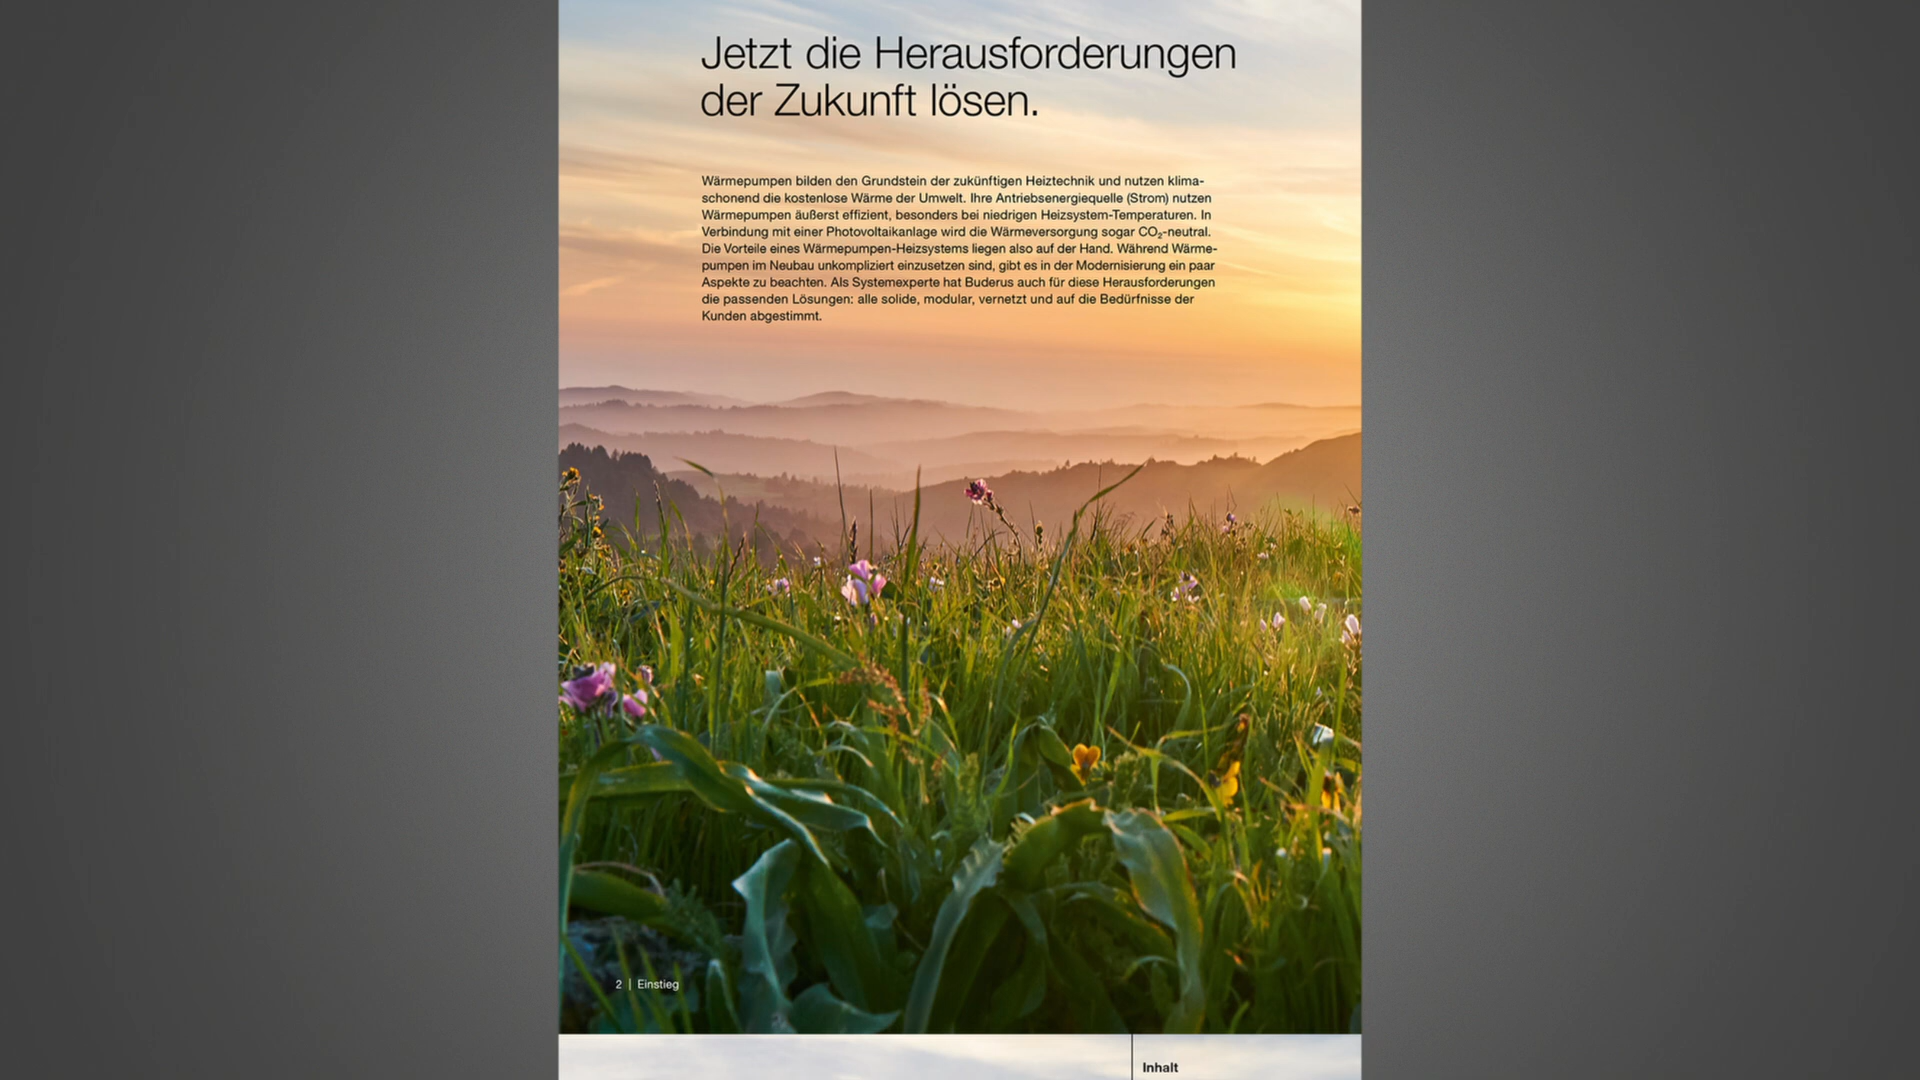 Jetzt die Herausforderungen
der Zukunft lösen.
Wärmepumpen bilden den Grundstein der zukünftigen Heiztechnik und nutzen klima-
schonend die kostenlose Wärme der Umwelt. Ihre Antriebsenergiequelle (Strom) nutzen
Wärmepumpen äußerst effizient, besonders bei niedrigen Heizsystem-Temperaturen. In
Verbindung mit einer Photovoltaikanlage wird die Wärmeversorgung sogar CO₂-neutral.
Die Vorteile eines Wärmepumpen-Heizsystems liegen also auf der Hand. Während Wärme-
pumpen im Neubau unkompliziert einzusetzen sind, gibt es in der Modernisierung ein paar
Aspekte zu beachten. Als Systemexperte hat Buderus auch für diese Herausforderungen
die passenden Lösungen: alle solide, modular, vernetzt und auf die Bedürfnisse der
Kunden abgestimmt.
2 | Einstieg
Inhalt